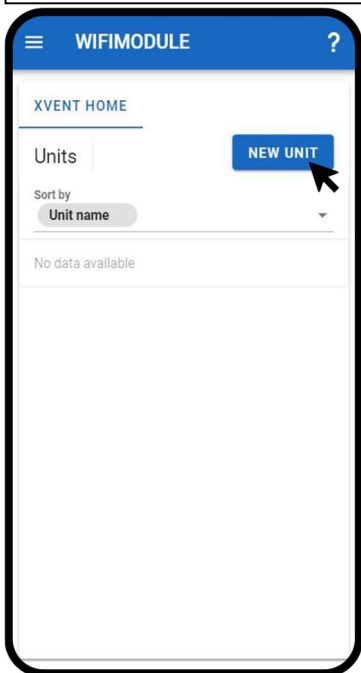 WIFIMODULE ?
XVENT HOME
Units NEW UNIT
Sort by
Unit name
No data available